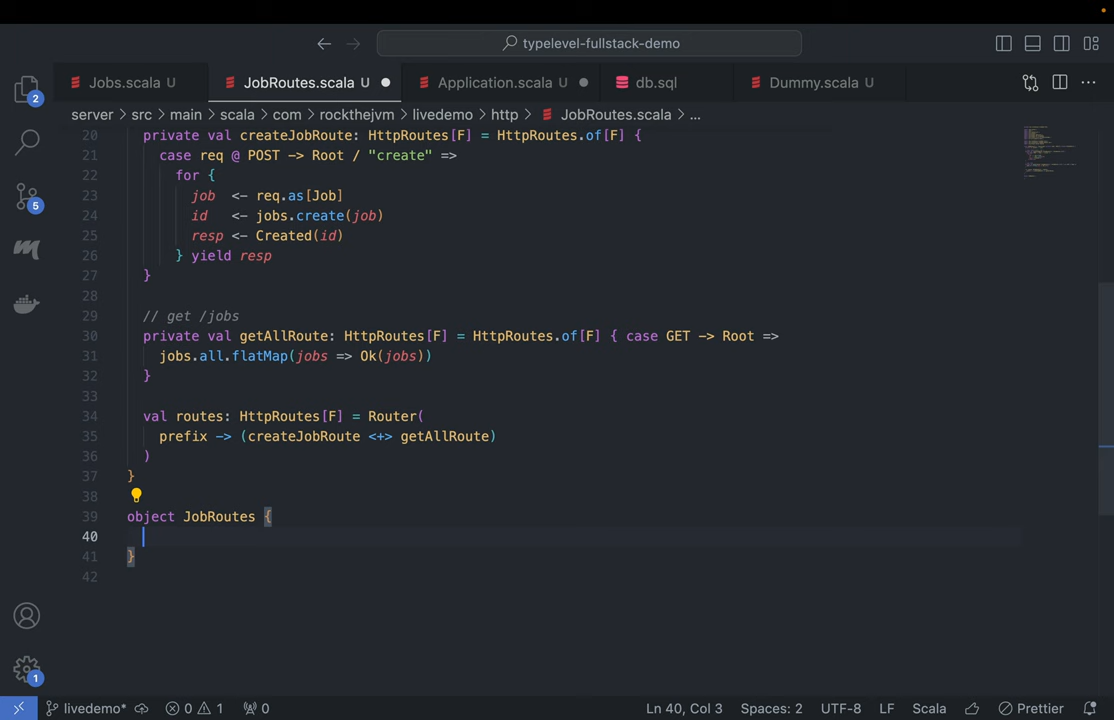 typelevel-fullstack-demo
Jobs.scala U
JobRoutes.scala U
Application.scala U
db.sql
Dummy.scala U
server > src > main > scala > com > rockthejvm > livedemo > http > JobRoutes.scala > ...
20 private val createJobRoute: HttpRoutes[F] = HttpRoutes.of[F] {
21 case req @ POST -> Root / "create" =>
22 for {
23 job <- req.as[Job]
24 id <- jobs.create(job)
25 resp <- Created(id)
26 } yield resp
27 }
28
29 // get /jobs
30 private val getAllRoute: HttpRoutes[F] = HttpRoutes.of[F] { case GET -> Root =>
31 jobs.all.flatMap(jobs => Ok(jobs))
32 }
33
34 val routes: HttpRoutes[F] = Router(
35 prefix -> (createJobRoute <+> getAllRoute)
36 )
37 }
38
39 object JobRoutes {
40
41 }
42
2
5
1
livedemo* 0 1 0 Ln 40, Col 3 Spaces: 2 UTF-8 LF Scala Prettier